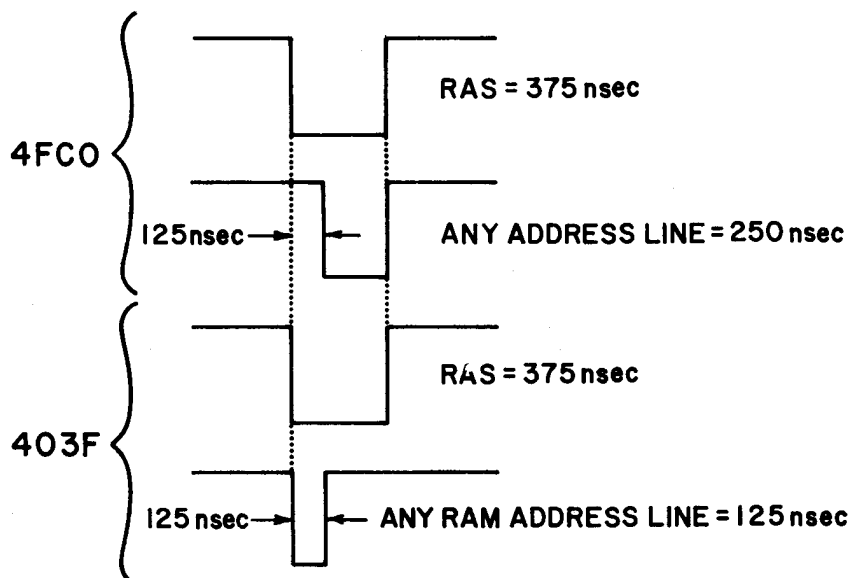 RAS = 375 nsec
4FC0
125nsec
ANY ADDRESS LINE = 250 nsec
RAS = 375 nsec
403F
125 nsec
ANY RAM ADDRESS LINE = 125 nsec